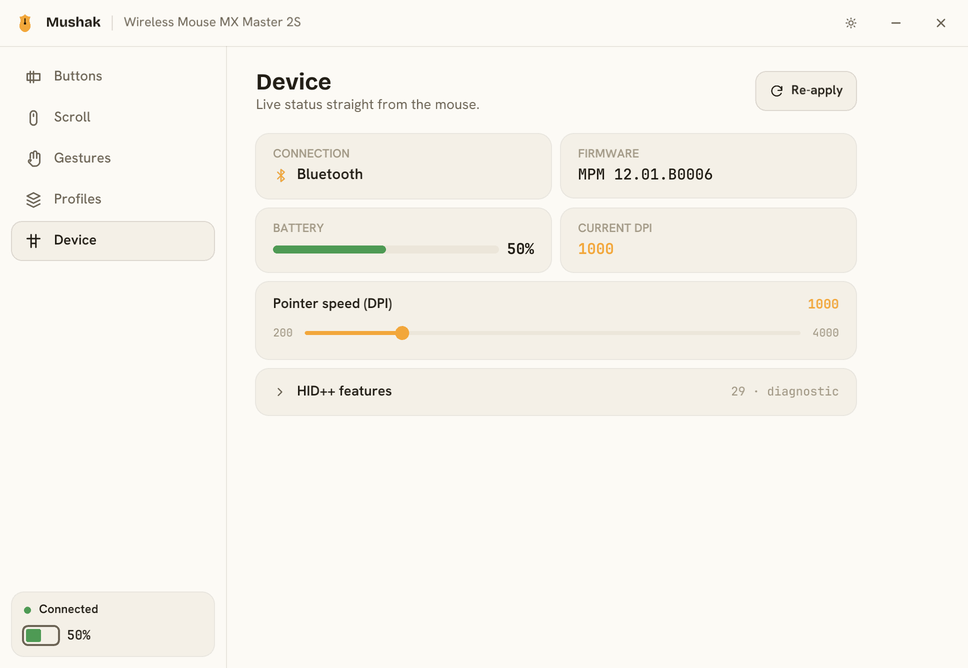 Mushak
Wireless Mouse MX Master 2S
Buttons
Scroll
Gestures
Profiles
Device
Connected
50%
Device
Live status straight from the mouse.
Re-apply
CONNECTION
Bluetooth
FIRMWARE
MPM 12.01.B0006
BATTERY
50%
CURRENT DPI
1000
Pointer speed (DPI)
1000
200
4000
HID++ features
29 · diagnostic